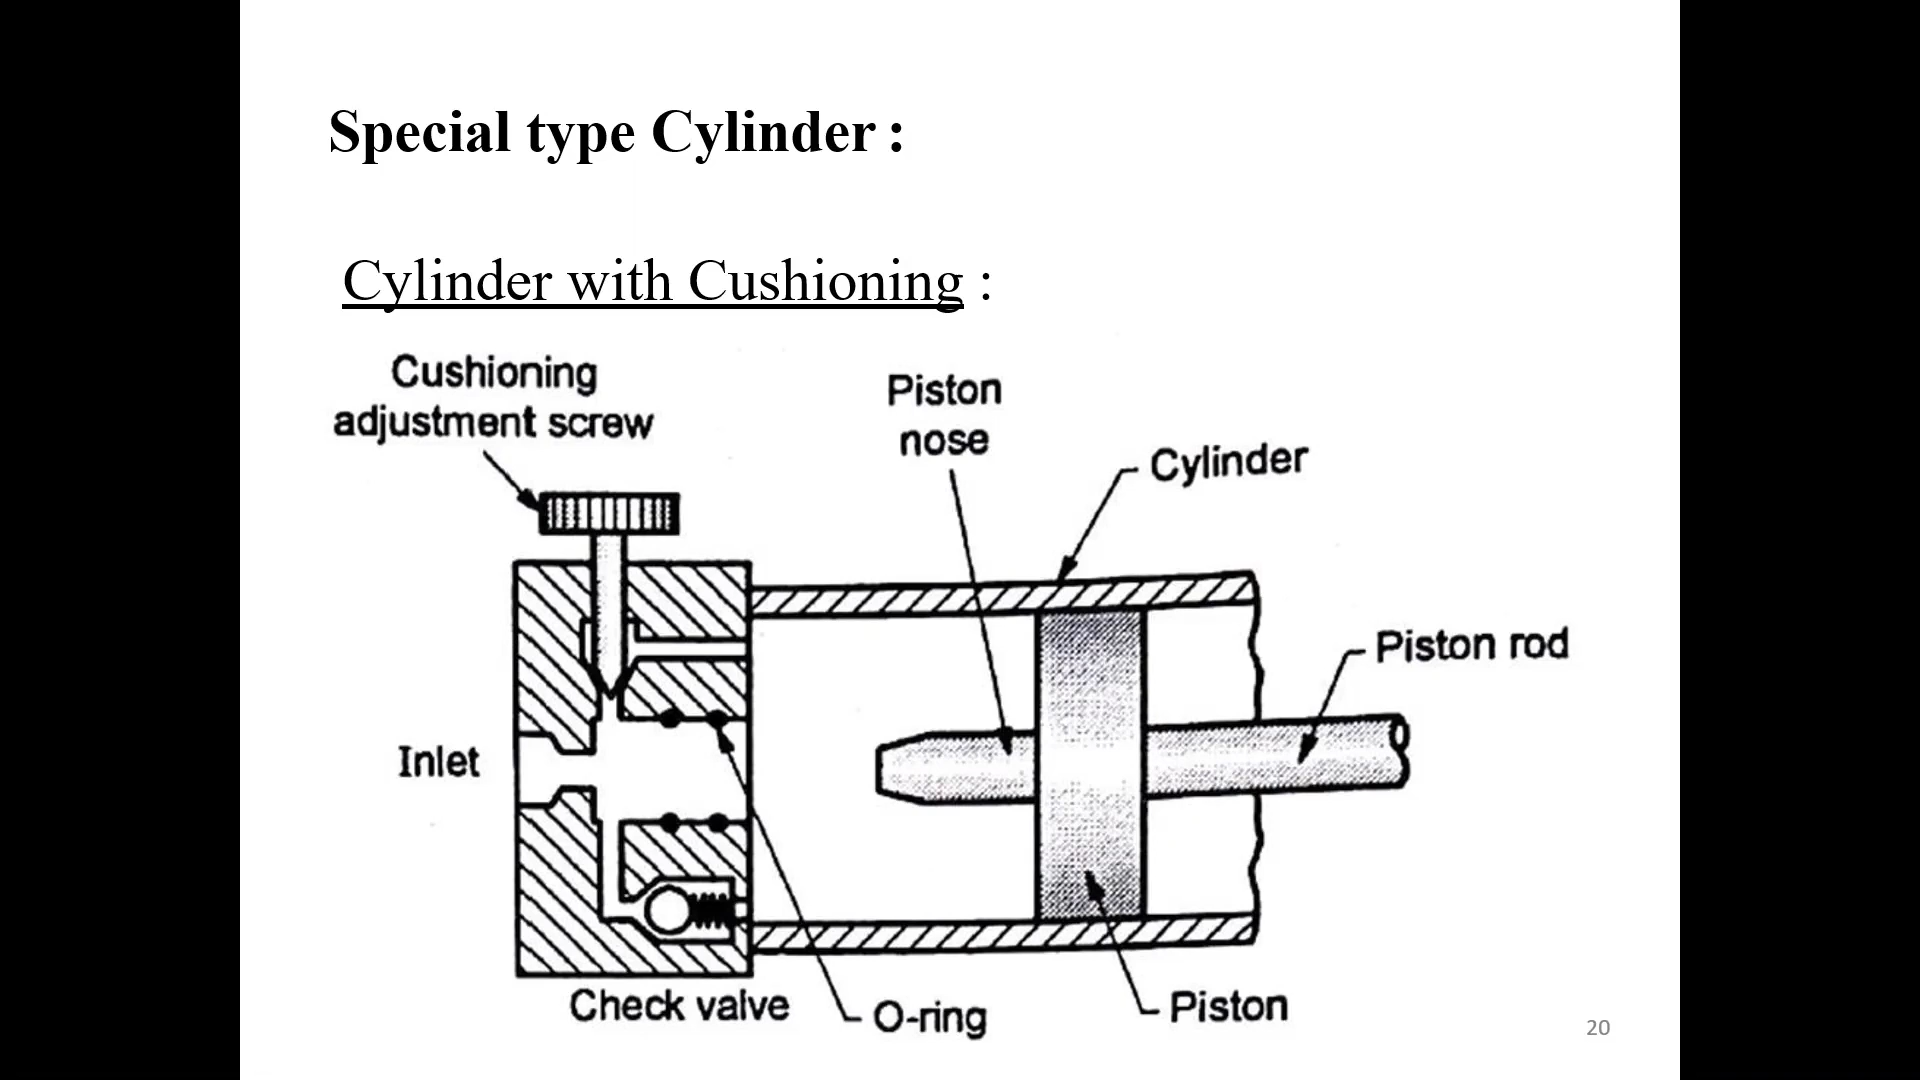 Special type Cylinder :
Cylinder with Cushioning :
Cushioning
adjustment screw
Piston
nose
Cylinder
Piston rod
Inlet
Check valve
O-ring
Piston
20